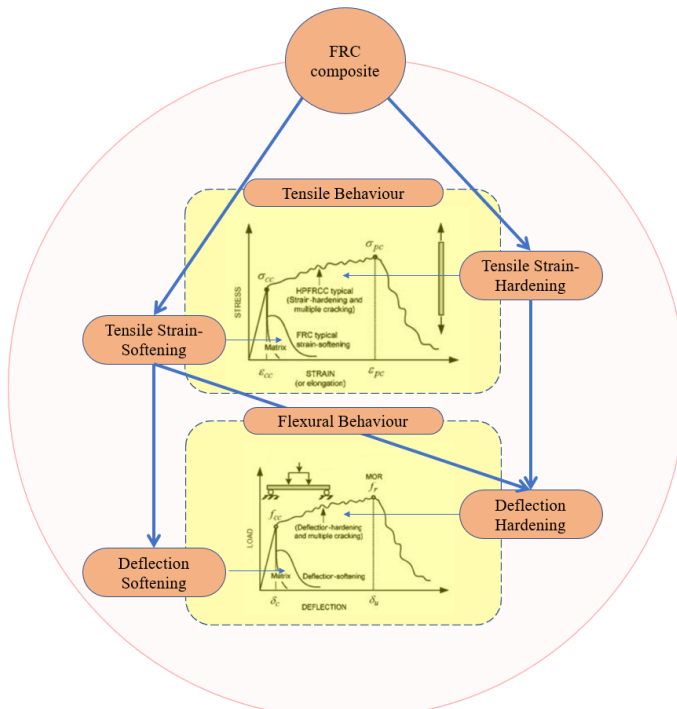 FRC
composite
Tensile Behaviour
σpc
σcc
HPFRCC typical
(Strain-hardening and
multiple cracking)
Tensile Strain-
Hardening
STRESS
Tensile Strain-
Softening
FRC typical
strain-softening
Matrix
εcc
STRAIN
(or elongation)
εpc
Flexural Behaviour
MOR
fr
fcc
(Deflection-hardening
and multiple cracking)
Deflection
Hardening
LOAD
Deflection
Softening
Matrix
Deflection-softening
δc
DEFLECTION
δu